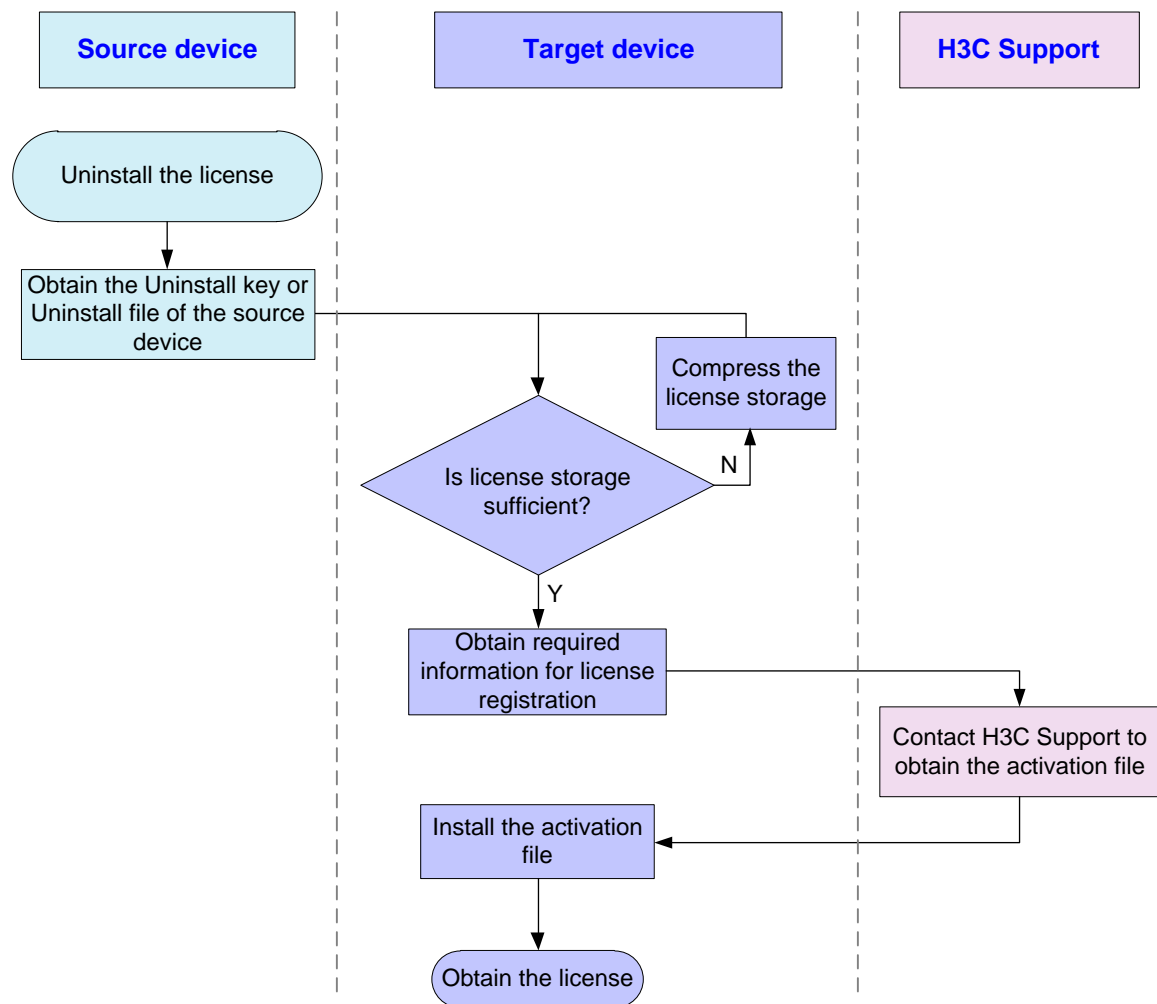 Source device
Target device
H3C Support
Uninstall the license
Obtain the Uninstall key or
Uninstall file of the source
device
Compress the
license storage
N
Is license storage
sufficient?
Y
Obtain required
information for license
registration
Contact H3C Support to
obtain the activation file
Install the activation
file
Obtain the license